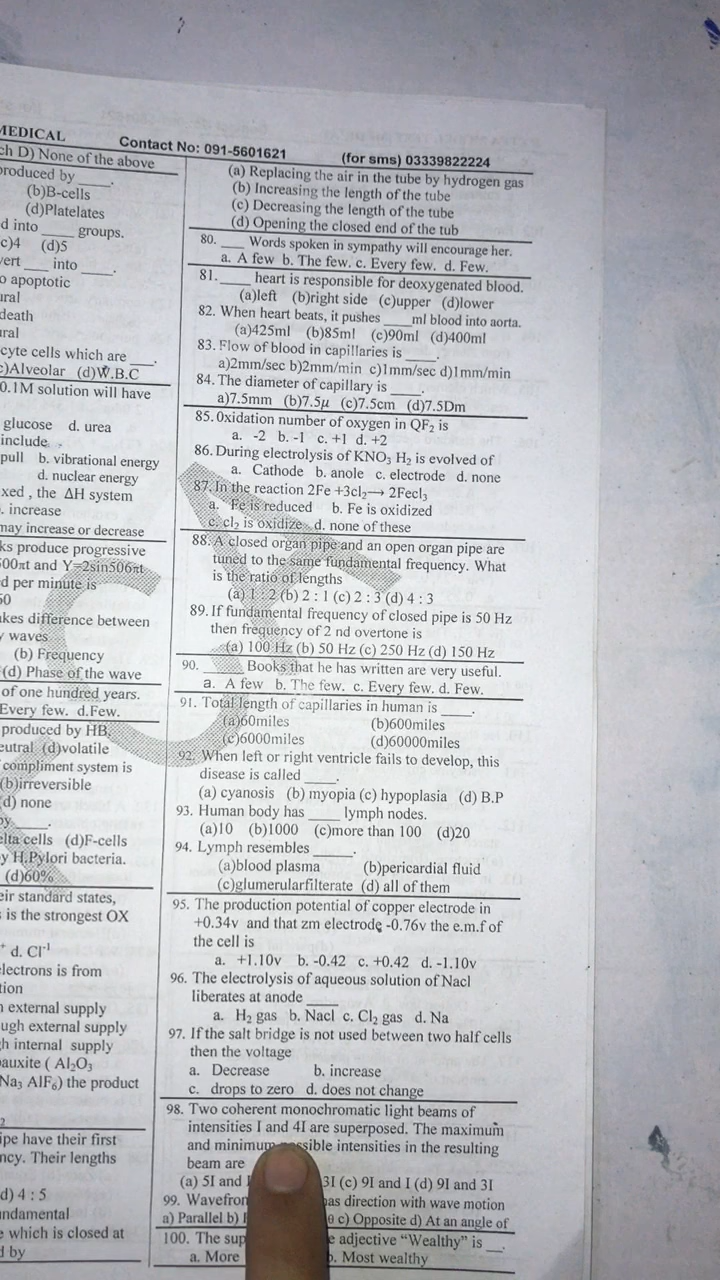 MEDICAL Contact No: 091-5601621 (for sms) 03339822224
ch D) None of the above
produced by ____.
(b)B-cells
(d)Platelates
d into ____ groups.
c)4 (d)5
vert ___ into ____.
o apoptotic
ural
death
ural
cyte cells which are ___.
c)Alveolar (d)W.B.C
0.1M solution will have
glucose d. urea
include
pull b. vibrational energy
d. nuclear energy
xed , the ΔH system
. increase
may increase or decrease
ks produce progressive
500πt and Y=2sin506πt
d per minute is
50
akes difference between
y waves
(b) Frequency
(d) Phase of the wave
of one hundred years.
Every few. d.Few.
produced by HB.
eutral (d)volatile
compliment system is
(b)irreversible
(d) none
by ____.
elta cells (d)F-cells
y H.Pylori bacteria.
(d)60%
eir standard states,
is the strongest OX
+ d. Cl-1
electrons is from
tion
n external supply
ugh external supply
gh internal supply
bauxite ( Al2O3
Na3 AlF6) the product
2
ipe have their first
ncy. Their lengths
d) 4 : 5
undamental
e which is closed at
d by
(a) Replacing the air in the tube by hydrogen gas
(b) Increasing the length of the tube
(c) Decreasing the length of the tube
(d) Opening the closed end of the tub
80. ___ Words spoken in sympathy will encourage her.
a. A few b. The few. c. Every few. d. Few.
81. ____ heart is responsible for deoxygenated blood.
(a)left (b)right side (c)upper (d)lower
82. When heart beats, it pushes ____ml blood into aorta.
(a)425ml (b)85ml (c)90ml (d)400ml
83. Flow of blood in capillaries is ____.
a)2mm/sec b)2mm/min c)1mm/sec d)1mm/min
84. The diameter of capillary is ____.
a)7.5mm (b)7.5μ (c)7.5cm (d)7.5Dm
85. Oxidation number of oxygen in QF2 is
a. -2 b. -1 c. +1 d. +2
86. During electrolysis of KNO3 H2 is evolved of
a. Cathode b. anole c. electrode d. none
87. In the reaction 2Fe +3cl2→ 2Fecl3
a. Fe is reduced b. Fe is oxidized
c. cl2 is oxidize d. none of these
88. A closed organ pipe and an open organ pipe are
tuned to the same fundamental frequency. What
is the ratio of lengths
(a) 1 : 2 (b) 2 : 1 (c) 2 : 3 (d) 4 : 3
89. If fundamental frequency of closed pipe is 50 Hz
then frequency of 2 nd overtone is
(a) 100 Hz (b) 50 Hz (c) 250 Hz (d) 150 Hz
90. ____ Books that he has written are very useful.
a. A few b. The few. c. Every few. d. Few.
91. Total length of capillaries in human is ____.
(a)60miles (b)600miles
(c)6000miles (d)60000miles
92. When left or right ventricle fails to develop, this
disease is called ____.
(a) cyanosis (b) myopia (c) hypoplasia (d) B.P
93. Human body has ____ lymph nodes.
(a)10 (b)1000 (c)more than 100 (d)20
94. Lymph resembles _____.
(a)blood plasma (b)pericardial fluid
(c)glumerularfilterate (d) all of them
95. The production potential of copper electrode in
+0.34v and that zm electrode -0.76v the e.m.f of
the cell is
a. +1.10v b. -0.42 c. +0.42 d. -1.10v
96. The electrolysis of aqueous solution of Nacl
liberates at anode ____
a. H2 gas b. Nacl c. Cl2 gas d. Na
97. If the salt bridge is not used between two half cells
then the voltage
a. Decrease b. increase
c. drops to zero d. does not change
98. Two coherent monochromatic light beams of
intensities I and 4I are superposed. The maximum
and minimum possible intensities in the resulting
beam are
(a) 5I and 3I (c) 9I and I (d) 9I and 3I
99. Wavefron as direction with wave motion
a) Parallel b) θ c) Opposite d) At an angle of
100. The sup e adjective “Wealthy” is __.
a. More b. Most wealthy